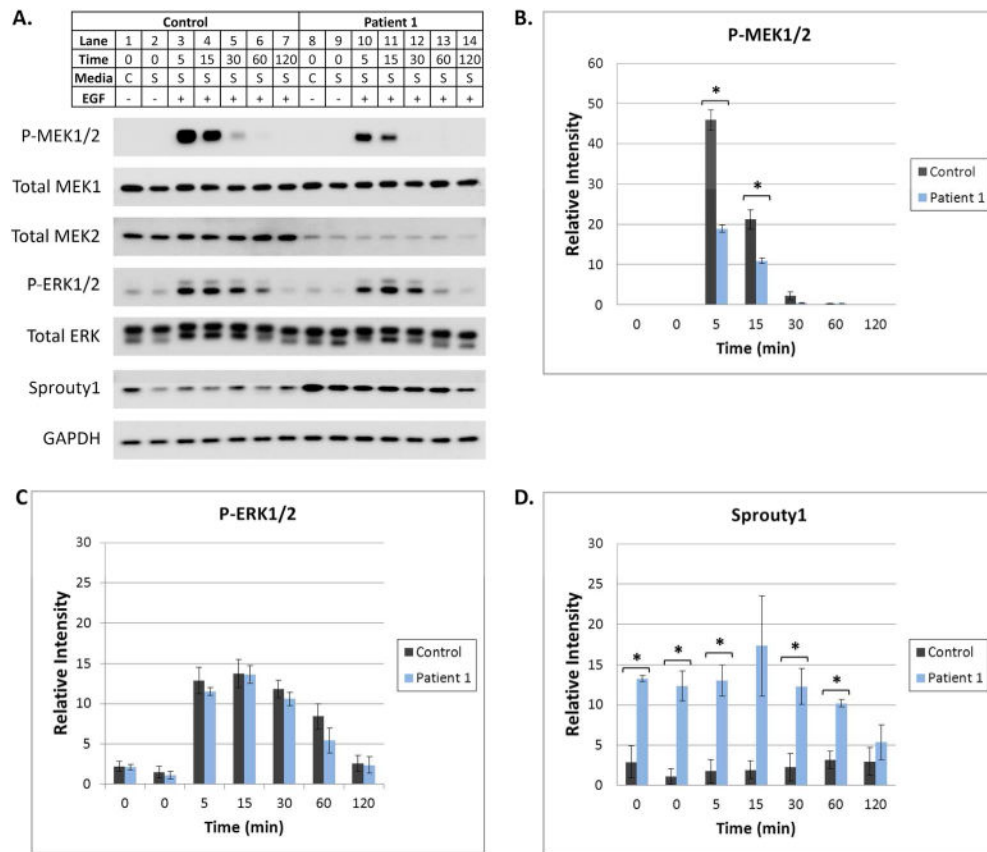 A.
Control Patient 1
Lane 1 2 3 4 5 6 7 8 9 10 11 12 13 14
Time 0 0 5 15 30 60 120 0 0 5 15 30 60 120
Media C S S S S S S C S S S S S S
EGF - - + + + + + - - + + + + +
P-MEK1/2
Total MEK1
Total MEK2
P-ERK1/2
Total ERK
Sprouty1
GAPDH
B.
P-MEK1/2
Relative Intensity
60
50
40
30
20
10
0
* *
0 0 5 15 30 60 120
Time (min)
Control
Patient 1
C
P-ERK1/2
Relative Intensity
30
25
20
15
10
5
0
0 0 5 15 30 60 120
Time (min)
Control
Patient 1
D.
Sprouty1
Relative Intensity
30
25
20
15
10
5
0
* * * * *
0 0 5 15 30 60 120
Time (min)
Control
Patient 1